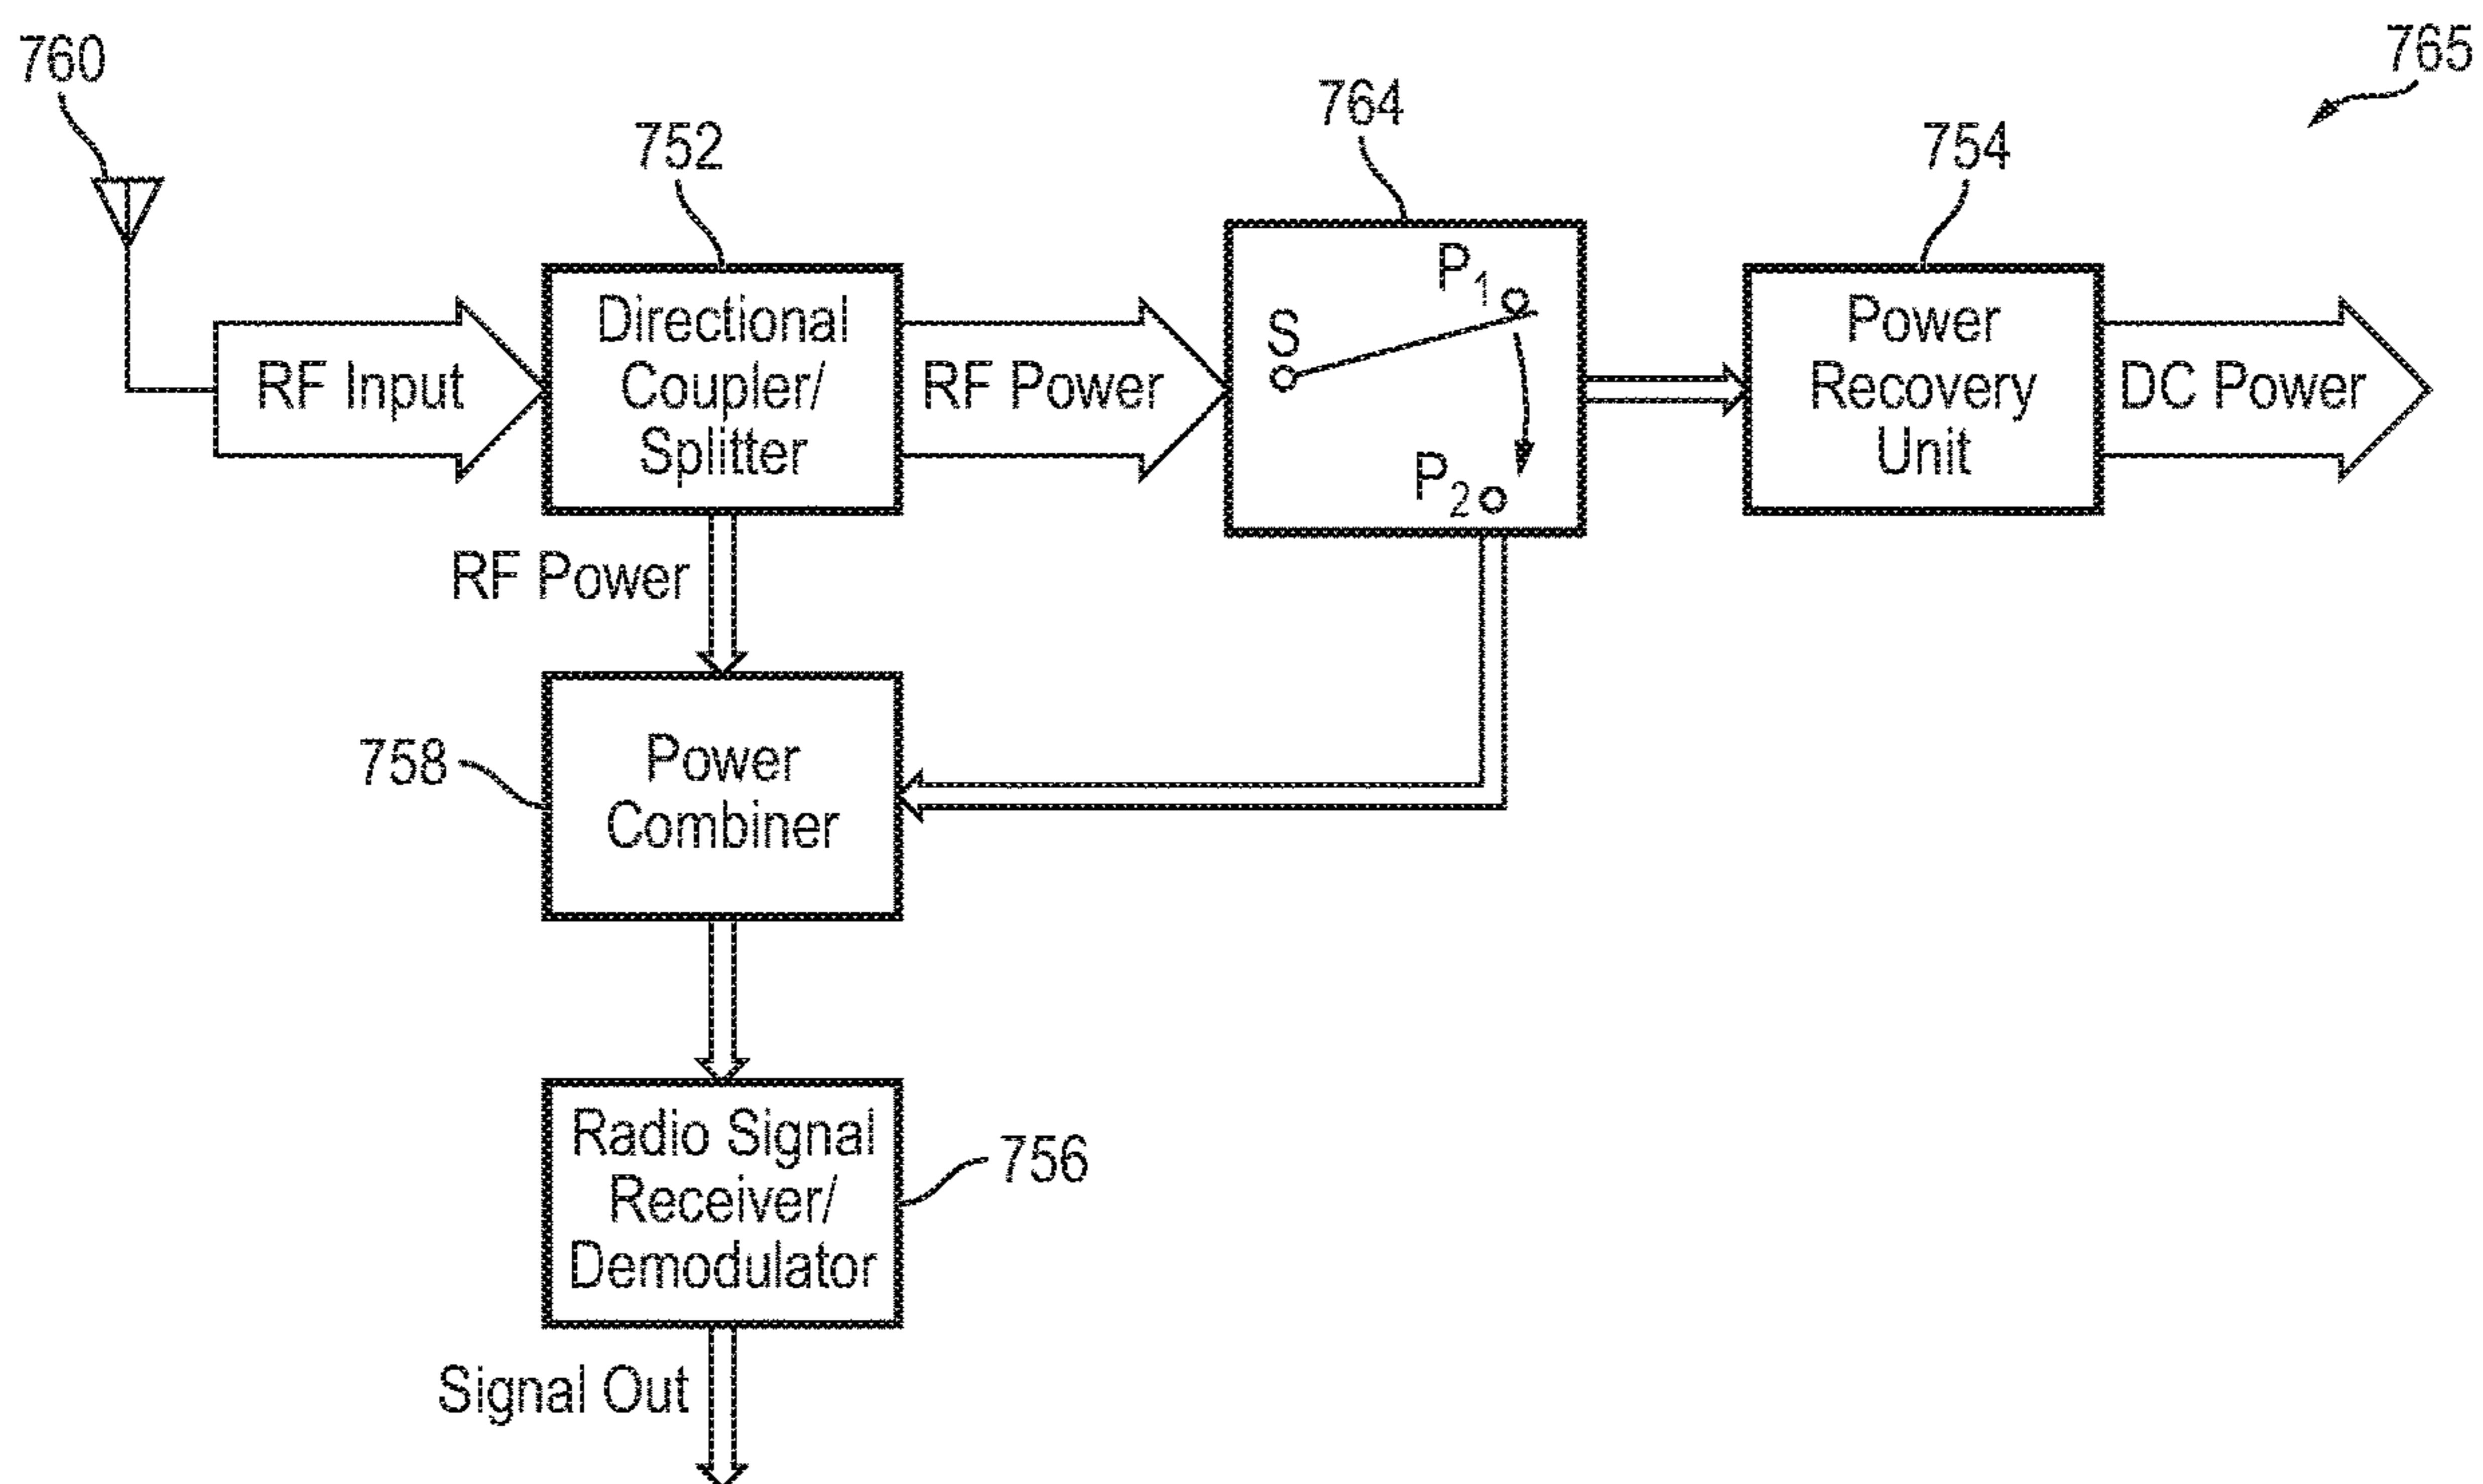 760
765
764
752
754
RF Input
Directional
Coupler/
Splitter
RF Power
S
P1
P2
Power
Recovery
Unit
DC Power
RF Power
758
Power
Combiner
Radio Signal
Receiver/
Demodulator
756
Signal Out